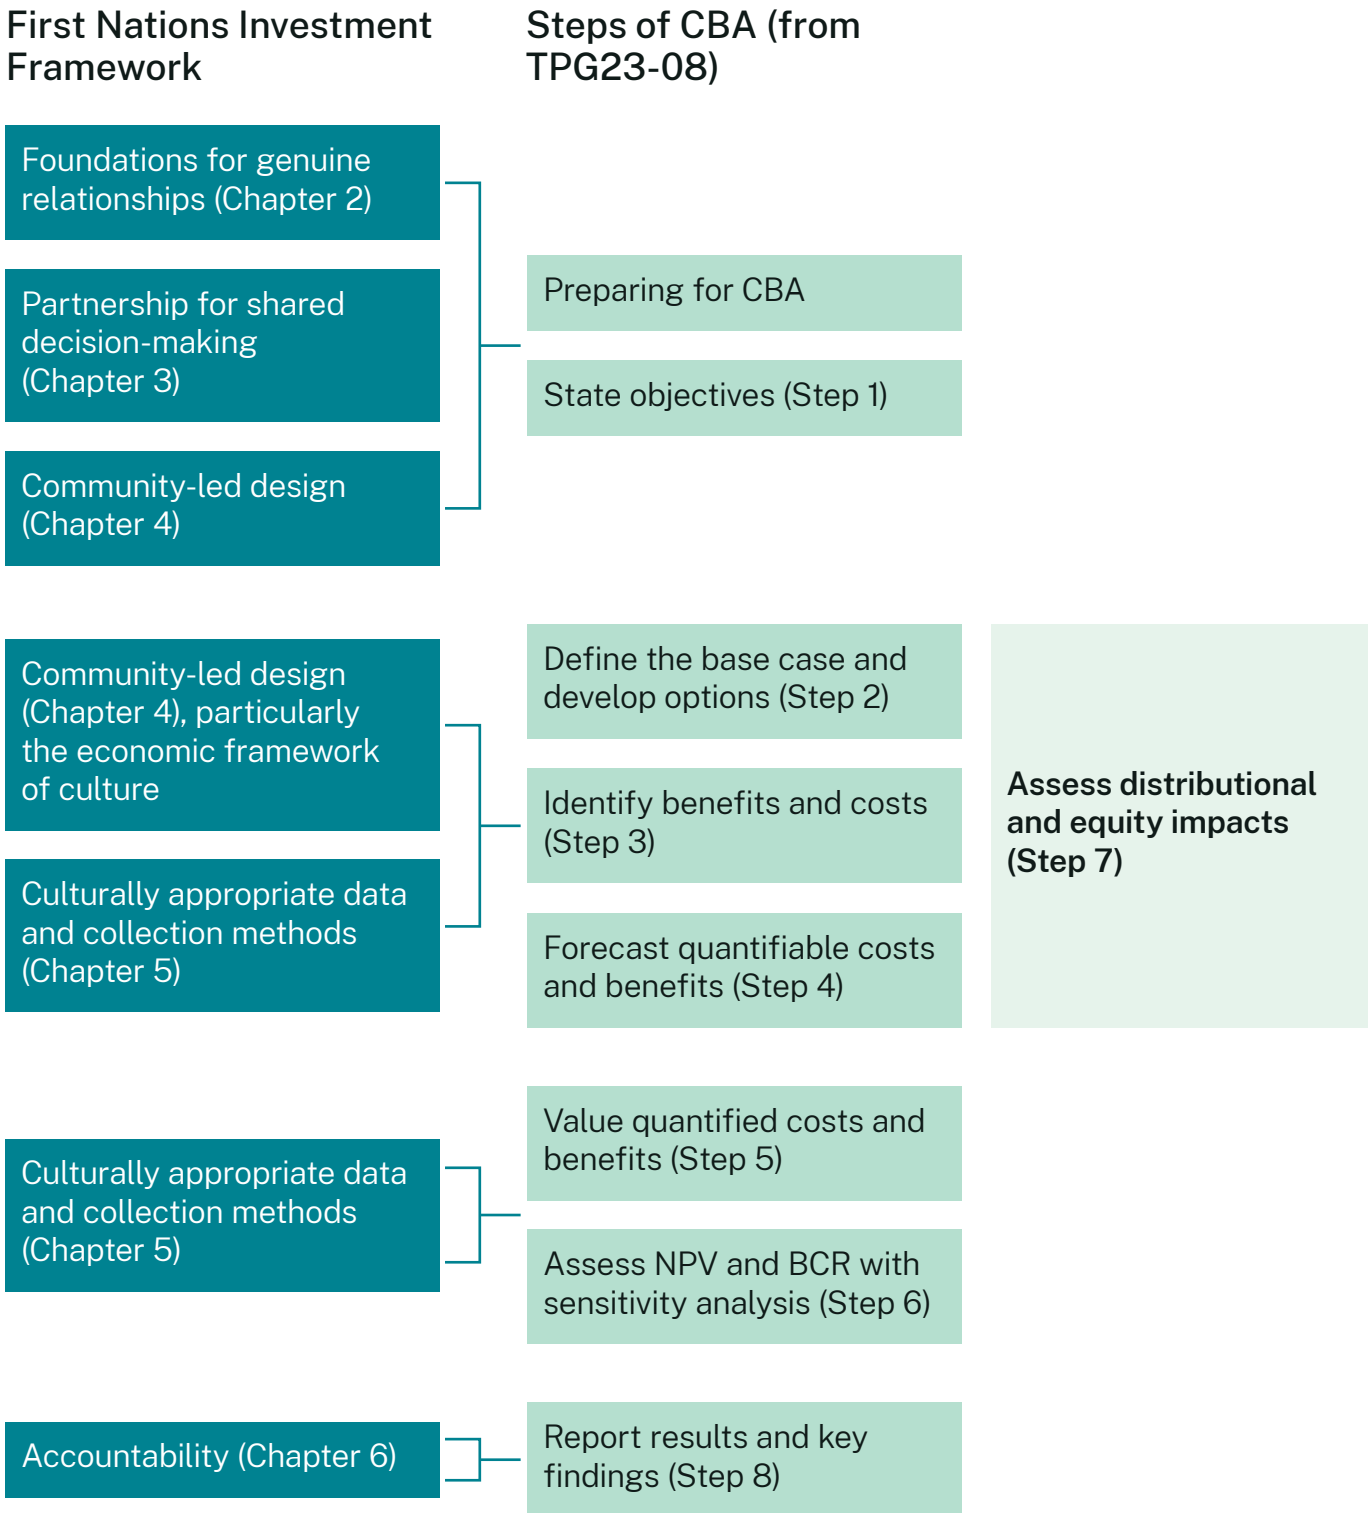 First Nations Investment
Framework
Steps of CBA (from
TPG23-08)
Foundations for genuine
relationships (Chapter 2)
Partnership for shared
decision-making
(Chapter 3)
Community-led design
(Chapter 4)
Preparing for CBA
State objectives (Step 1)
Community-led design
(Chapter 4), particularly
the economic framework
of culture
Culturally appropriate data
and collection methods
(Chapter 5)
Define the base case and
develop options (Step 2)
Identify benefits and costs
(Step 3)
Forecast quantifiable costs
and benefits (Step 4)
Assess distributional
and equity impacts
(Step 7)
Culturally appropriate data
and collection methods
(Chapter 5)
Value quantified costs and
benefits (Step 5)
Assess NPV and BCR with
sensitivity analysis (Step 6)
Accountability (Chapter 6)
Report results and key
findings (Step 8)